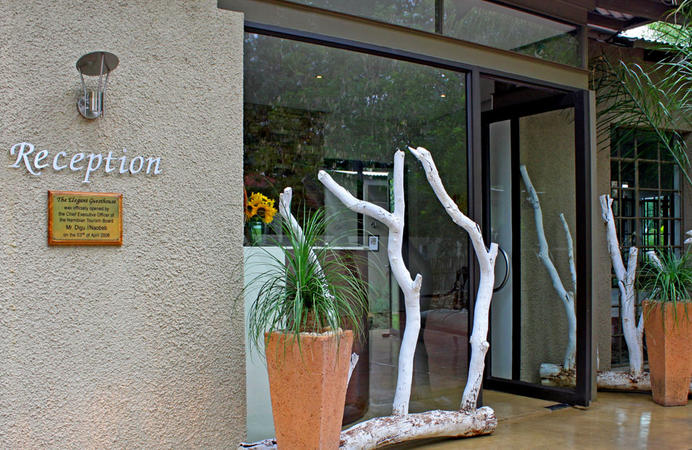 Reception
The Elegant Guesthouse
was officially opened by
the Chief Executive Officer of
the Namibian Tourism Board
Mr. Digu //Naobeb
on the 03rd of April 2008